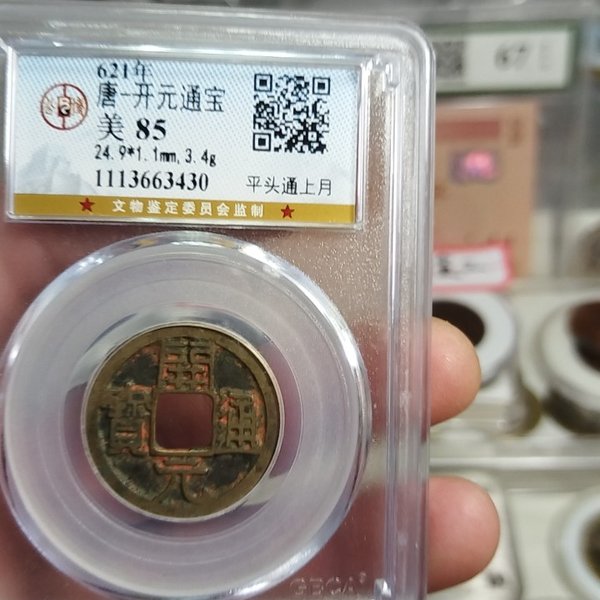 621年
唐-开元通宝
美 85
24.9*1.1mm,3.4g
1113663430
平头通上月
★ 文物鉴定委员会监制 ★
開元通寶
67